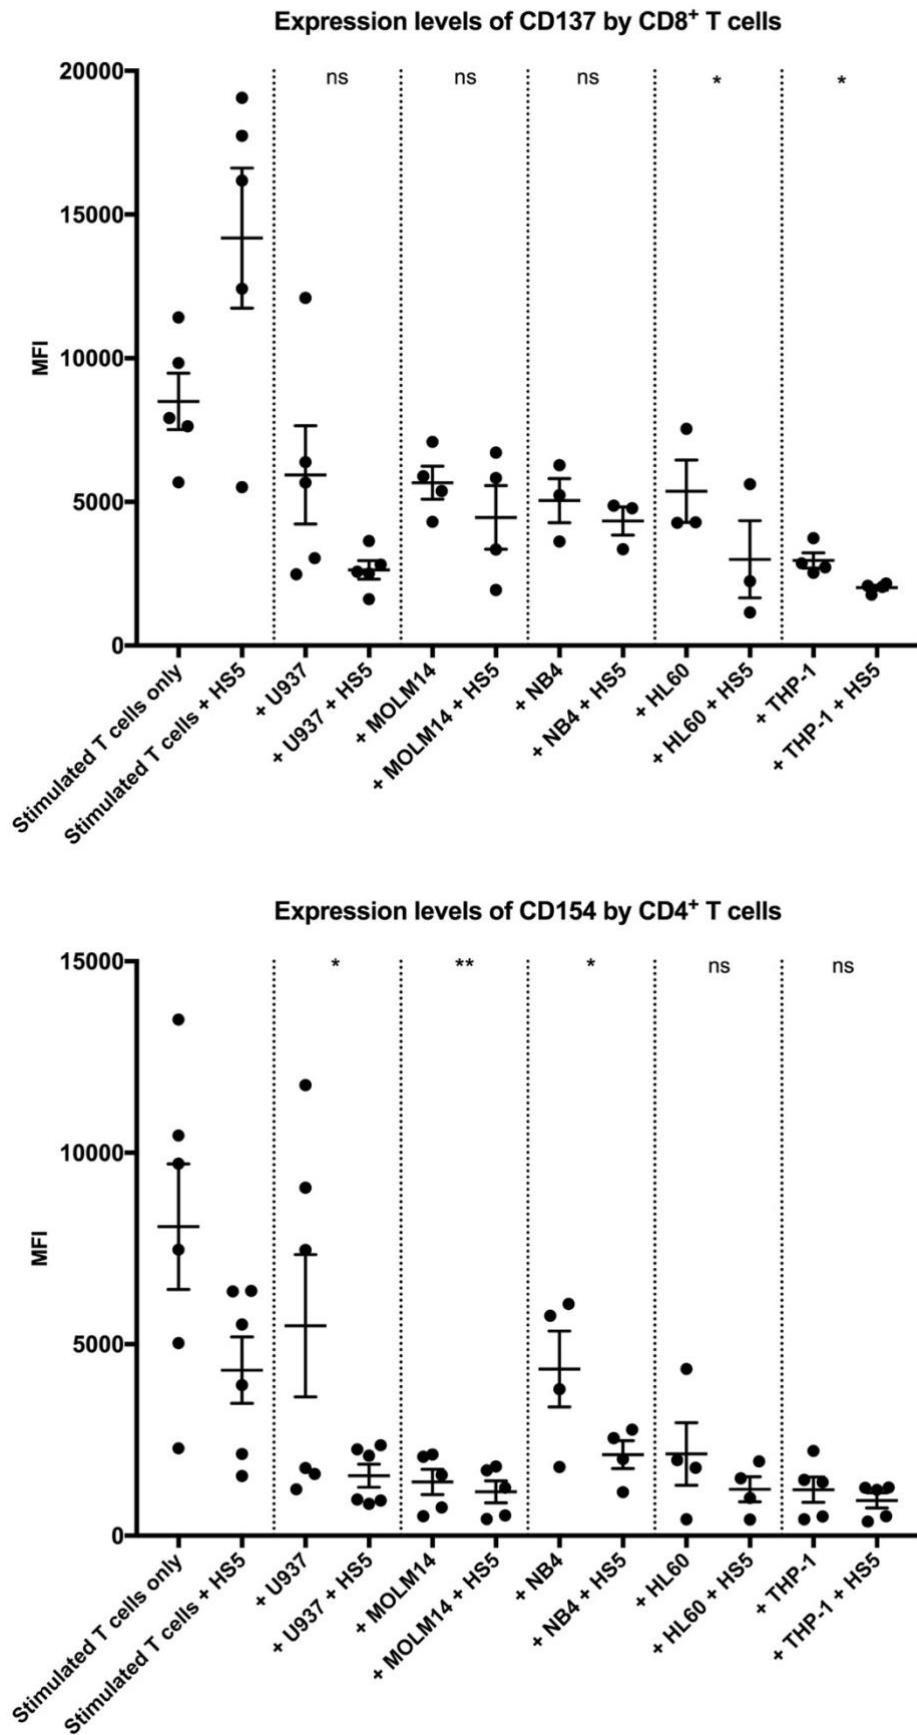 Expression levels of CD137 by CD8+ T cells
20000
15000
10000
5000
0
MFI
ns
ns
ns
*
*
Stimulated T cells only
Stimulated T cells + HS5
+ U937
+ U937 + HS5
+ MOLM14
+ MOLM14 + HS5
+ NB4
+ NB4 + HS5
+ HL60
+ HL60 + HS5
+ THP-1
+ THP-1 + HS5
Expression levels of CD154 by CD4+ T cells
15000
10000
5000
0
MFI
*
**
*
ns
ns
Stimulated T cells only
Stimulated T cells + HS5
+ U937
+ U937 + HS5
+ MOLM14
+ MOLM14 + HS5
+ NB4
+ NB4 + HS5
+ HL60
+ HL60 + HS5
+ THP-1
+ THP-1 + HS5